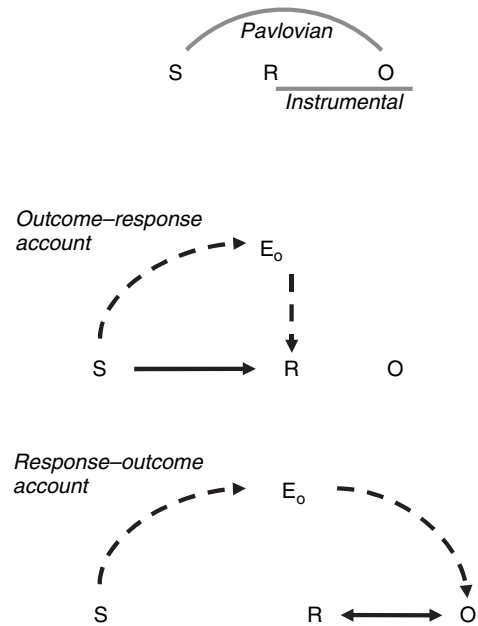 Pavlovian
S R O
Instrumental
Outcome–response
account
Eo
S R O
Response–outcome
account
Eo
S R O